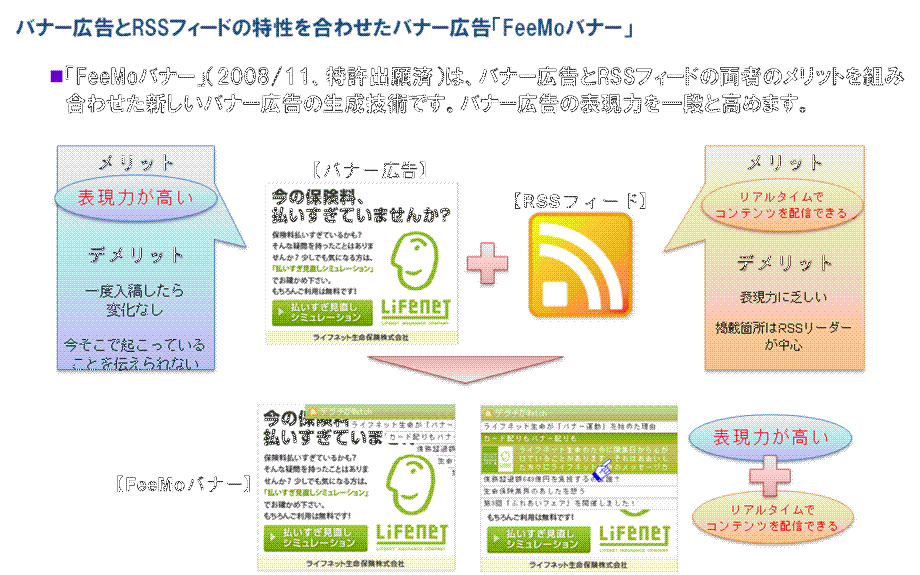 バナー広告とRSSフィードの特性を合わせたバナー広告「FeeMoバナー」
■「FeeMoバナー」(2008/11、特許出願済)は、バナー広告とRSSフィードの両者のメリットを組み
合わせた新しいバナー広告の生成技術です。バナー広告の表現力を一段と高めます。
メリット
表現力が高い
デメリット
一度入稿したら
変化なし
今そこで起こっている
ことを伝えられない
【バナー広告】
今の保険料、
払いすぎていませんか?
保険料払いすぎているかも?
そんな疑問を持ったことはありま
せんか?少しでも気になる方は、
「払いすぎ見直しシミュレーション」
でお確かめ下さい。
もちろんご利用は無料です!
払いすぎ見直し
シミュレーション
LIFENET
LIFENET INSURANCE COMPANY
ライフネット生命保険株式会社
【RSSフィード】
メリット
リアルタイムで
コンテンツを配信できる
デメリット
表現力に乏しい
掲載箇所はRSSリーダー
が中心
【FeeMoバナー】
今の保険料
払いすぎていま
ライフネット生命が「バナー
カード配りもバナー
債務超過額
生命
保険料払いすぎているかも?
そんな疑問を持ったことはありま
せんか?少しでも気になる方は、
「払いすぎ見直しシミュレーション」
でお確かめ下さい。
もちろんご利用は無料です!
払いすぎ見直し
シミュレーション
LIFENET
LIFENET INSURANCE COMPANY
ライフネット生命保険株式会社
ライフネット生命が「バナー運動」を始めた理由
カード配りもバナー配りも
生命保険業界のあしたを想う
第3回「ふれあいフェア」を開催しました!
もちろんご利用は無料です!
払いすぎ見直し
シミュレーション
LIFENET
LIFENET INSURANCE COMPANY
ライフネット生命保険株式会社
表現力が高い
リアルタイムで
コンテンツを配信できる